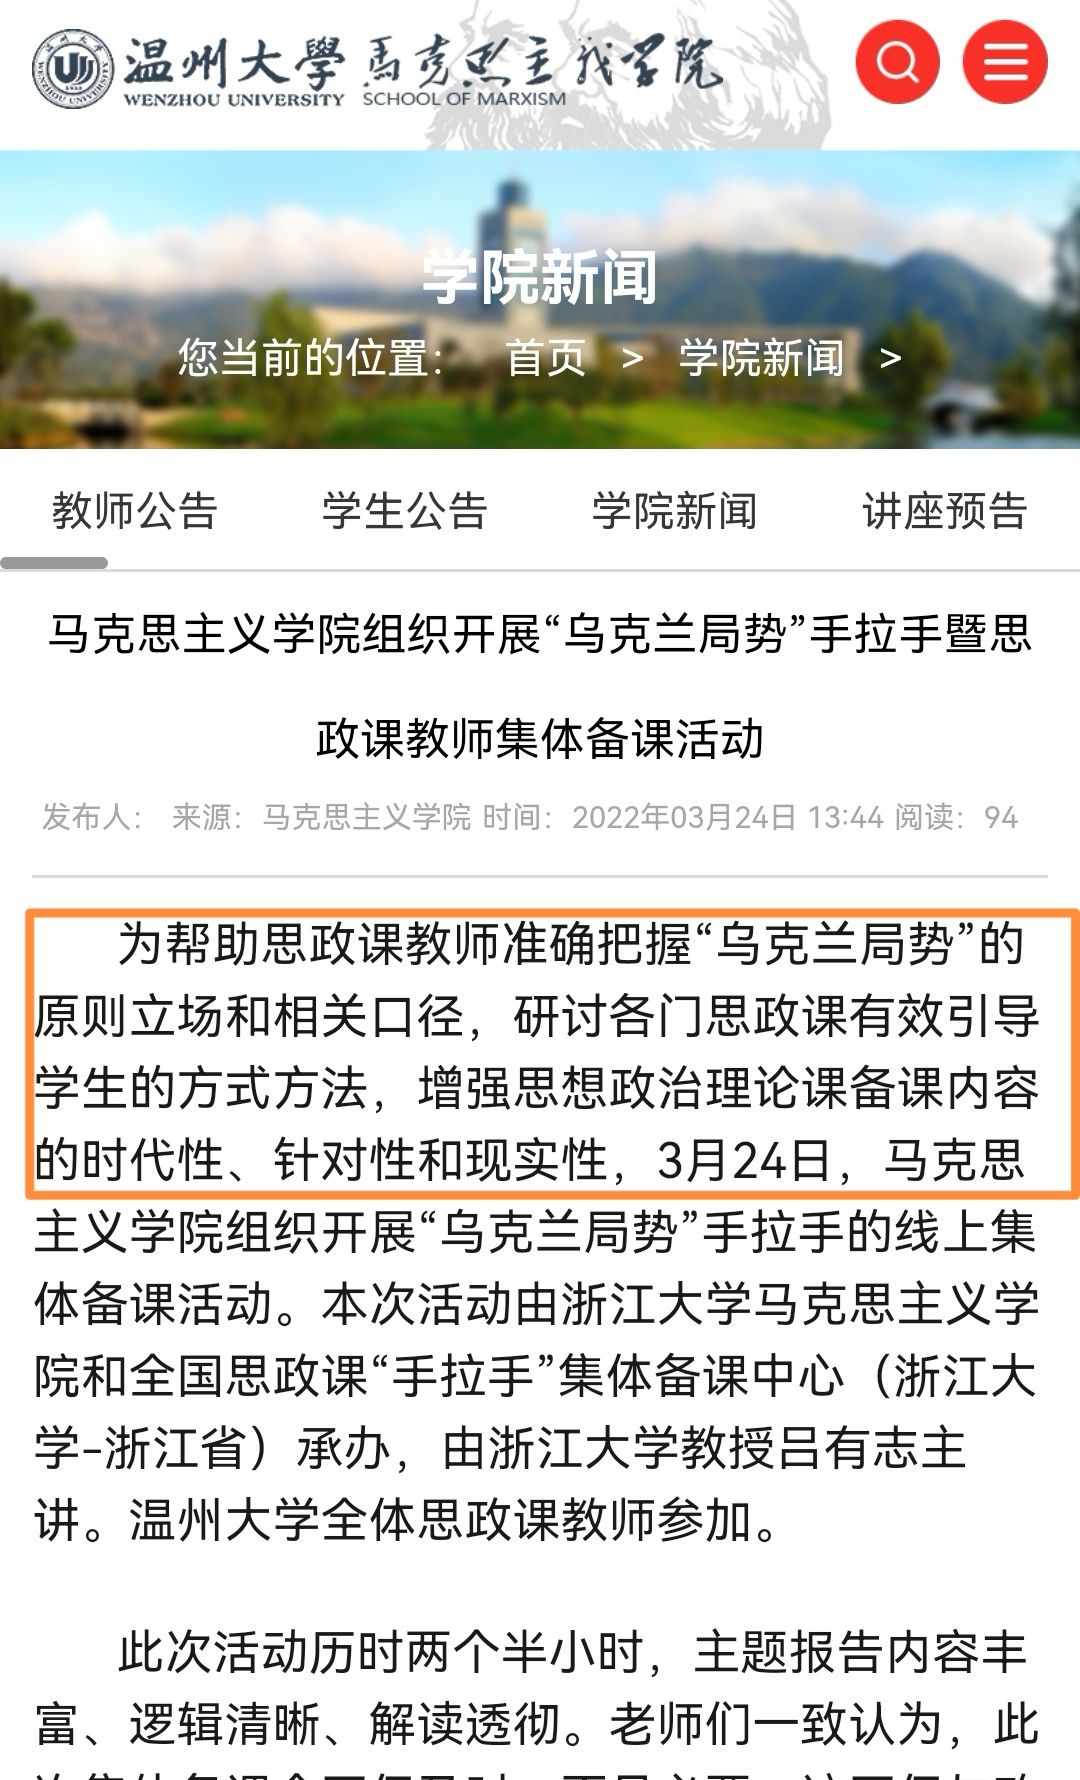 温州大學 馬克思主義学院
WENZHOU UNIVERSITY SCHOOL OF MARXISM
学院新闻
您当前的位置： 首页 > 学院新闻 >
教师公告 学生公告 学院新闻 讲座预告
马克思主义学院组织开展“乌克兰局势”手拉手暨思
政课教师集体备课活动
发布人： 来源：马克思主义学院 时间：2022年03月24日 13:44 阅读：94
为帮助思政课教师准确把握“乌克兰局势”的
原则立场和相关口径，研讨各门思政课有效引导
学生的方式方法，增强思想政治理论课备课内容
的时代性、针对性和现实性，3月24日，马克思
主义学院组织开展“乌克兰局势”手拉手的线上集
体备课活动。本次活动由浙江大学马克思主义学
院和全国思政课“手拉手”集体备课中心（浙江大
学-浙江省）承办，由浙江大学教授吕有志主
讲。温州大学全体思政课教师参加。
此次活动历时两个半小时，主题报告内容丰
富、逻辑清晰、解读透彻。老师们一致认为，此